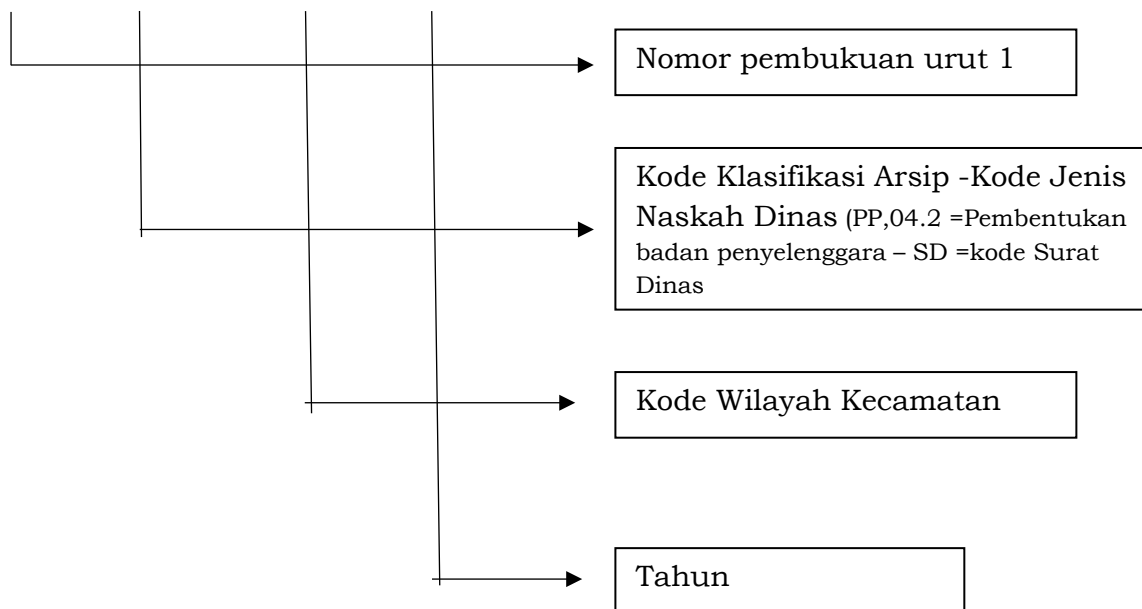 Nomor pembukuan urut 1
Kode Klasifikasi Arsip -Kode Jenis
Naskah Dinas (PP,04.2 =Pembentukan
badan penyelenggara – SD =kode Surat
Dinas
Kode Wilayah Kecamatan
Tahun